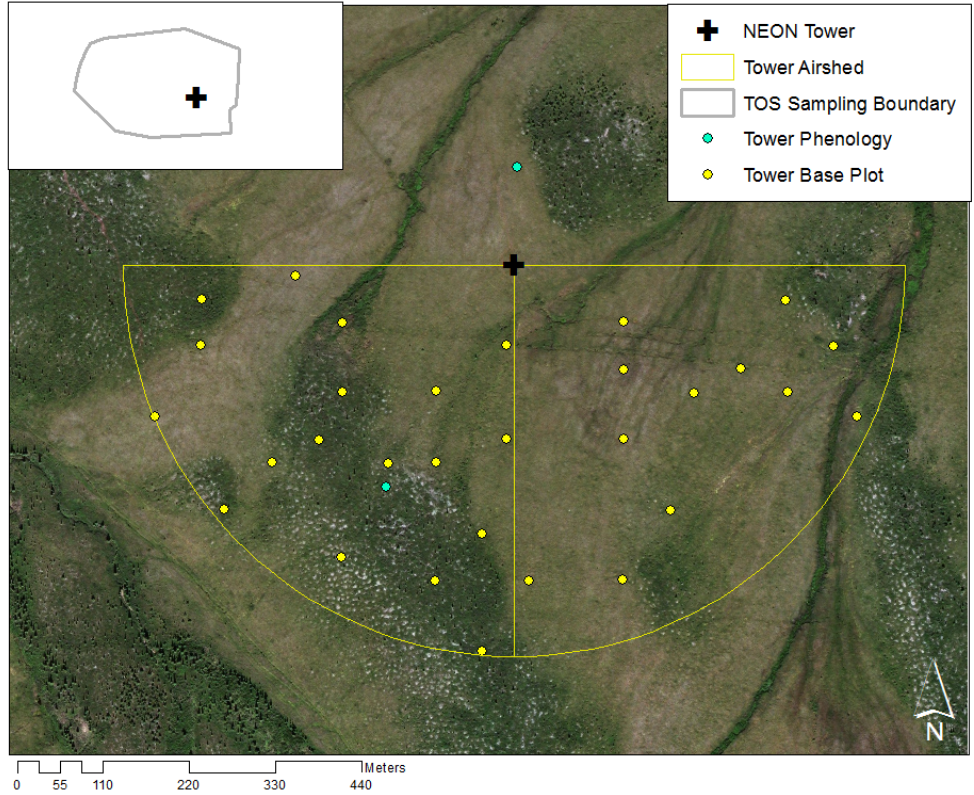 NEON Tower
Tower Airshed
TOS Sampling Boundary
Tower Phenology
Tower Base Plot
N
Meters
0 55 110 220 330 440